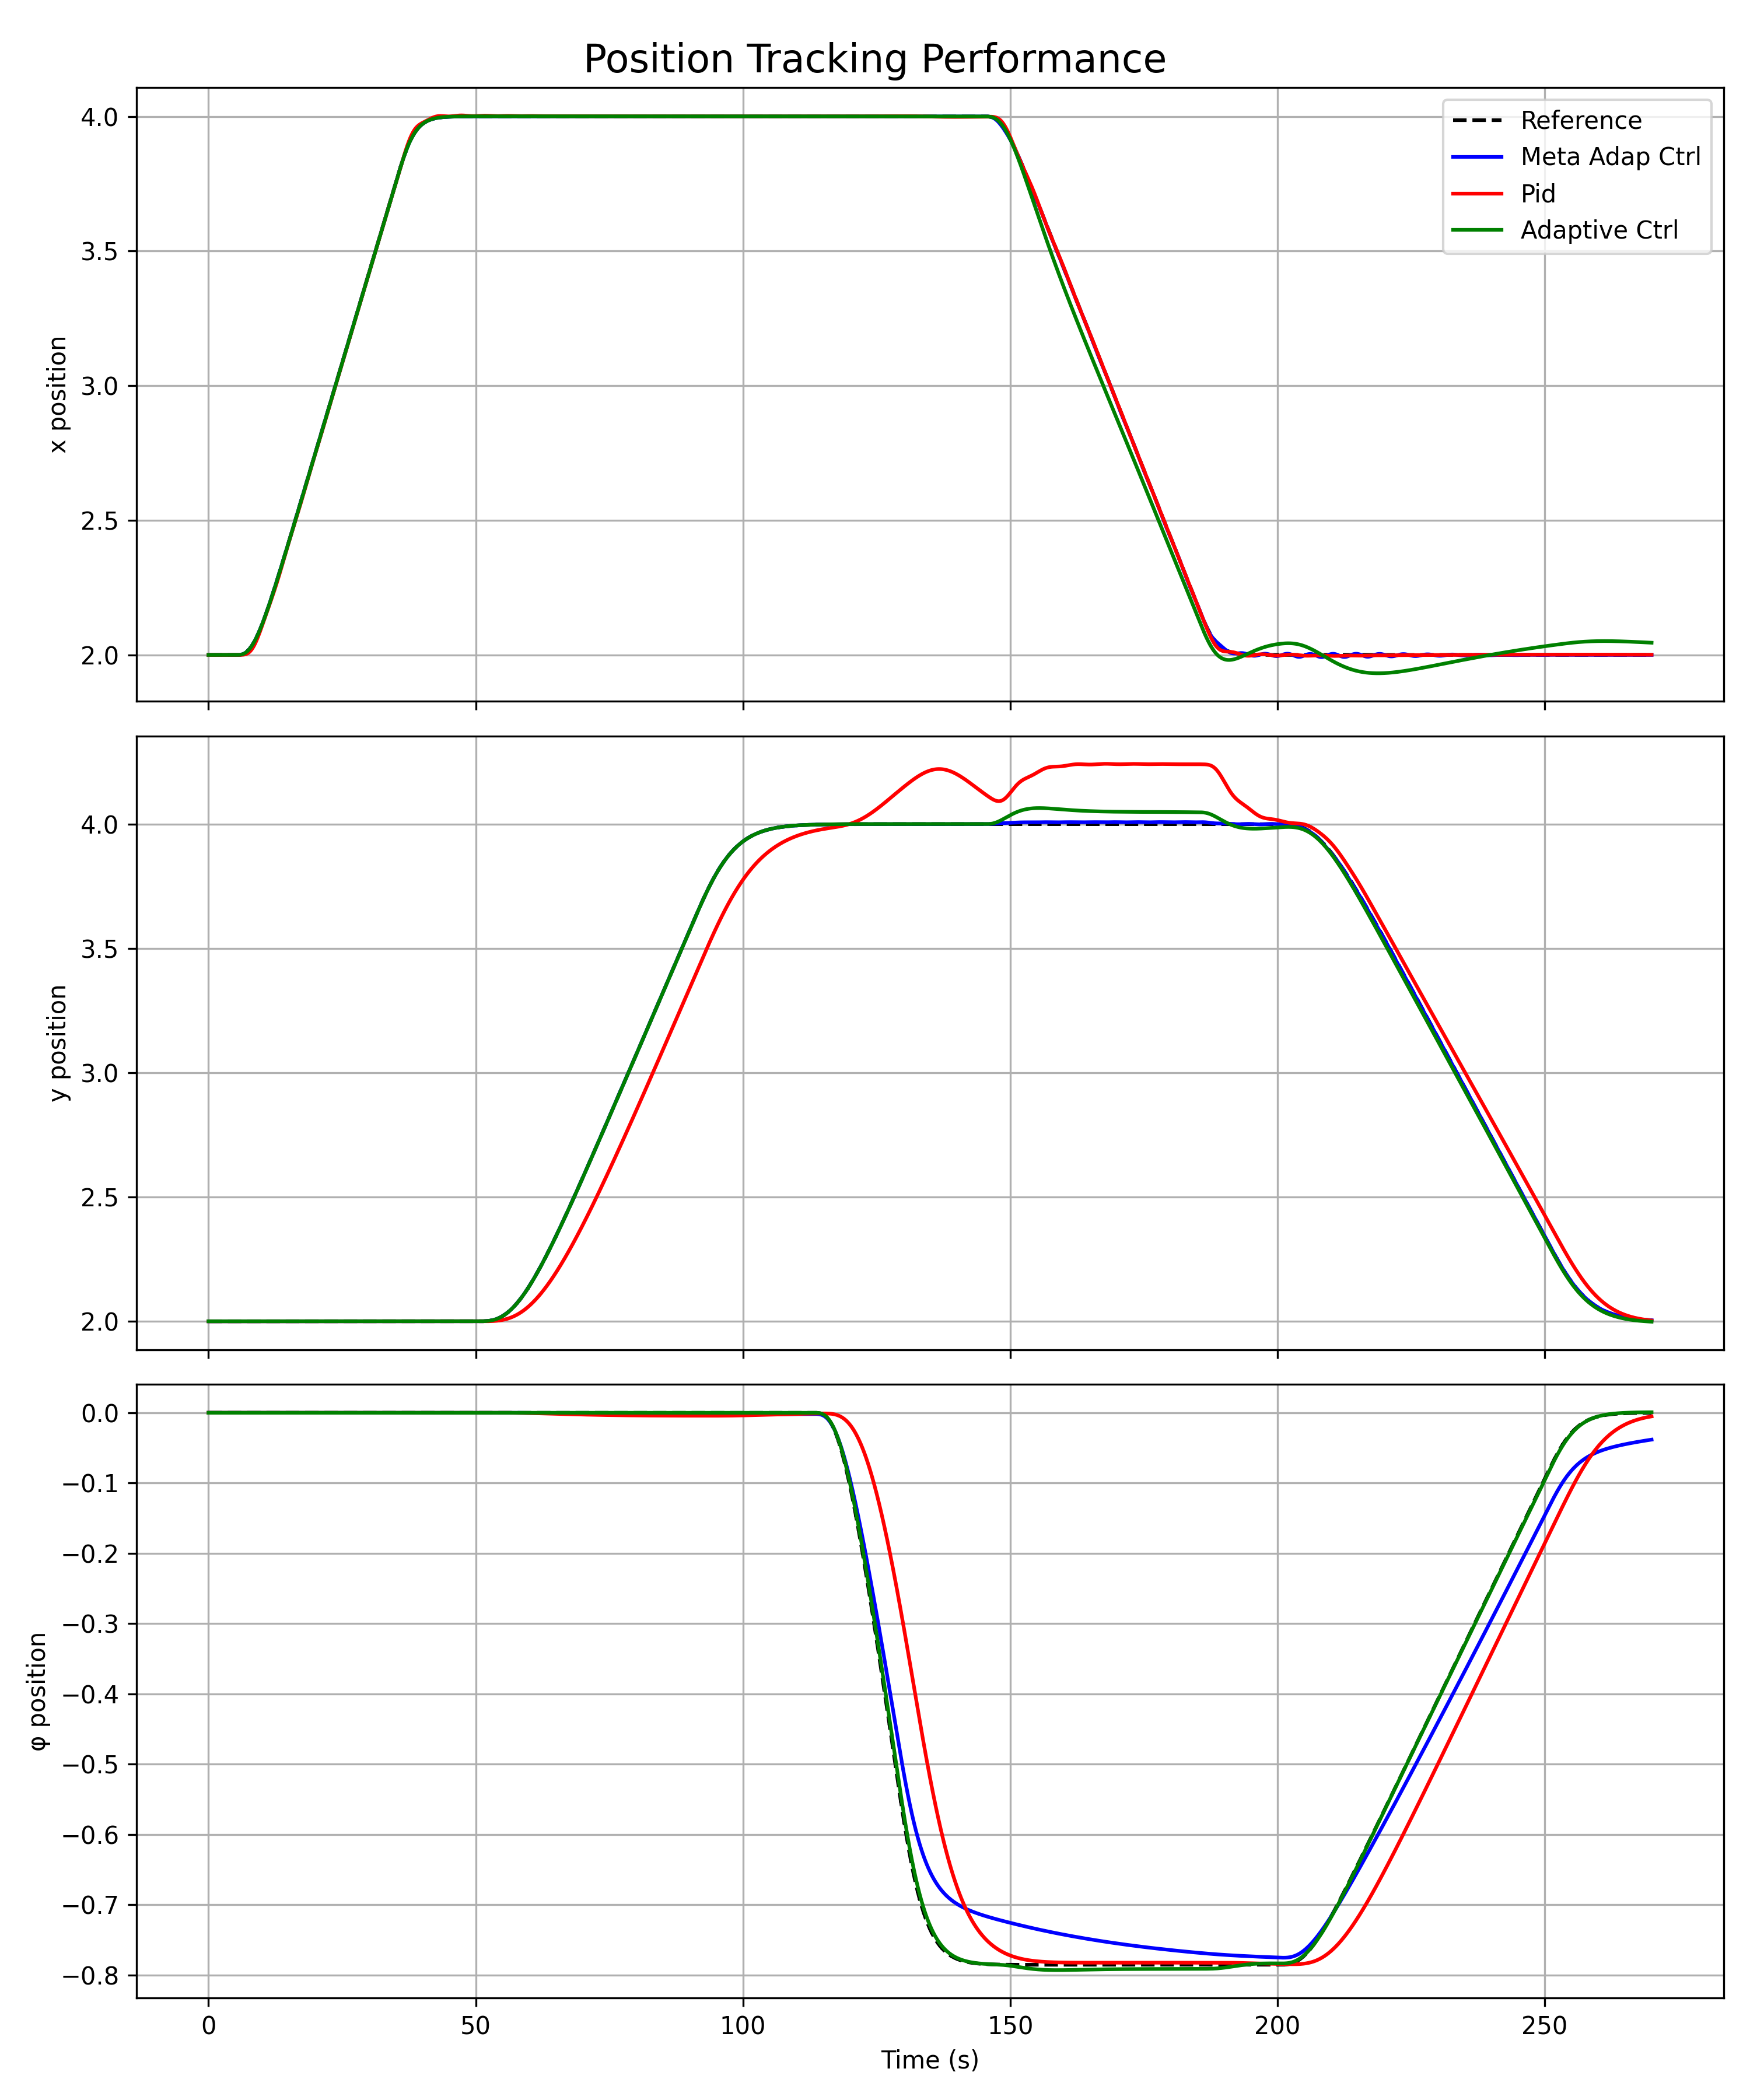 Position Tracking Performance
4.0
3.5
3.0
2.5
2.0
x position
Reference
Meta Adap Ctrl
Pid
Adaptive Ctrl
4.0
3.5
3.0
2.5
2.0
y position
0.0
−0.1
−0.2
−0.3
−0.4
−0.5
−0.6
−0.7
−0.8
φ position
0 50 100 150 200 250
Time (s)